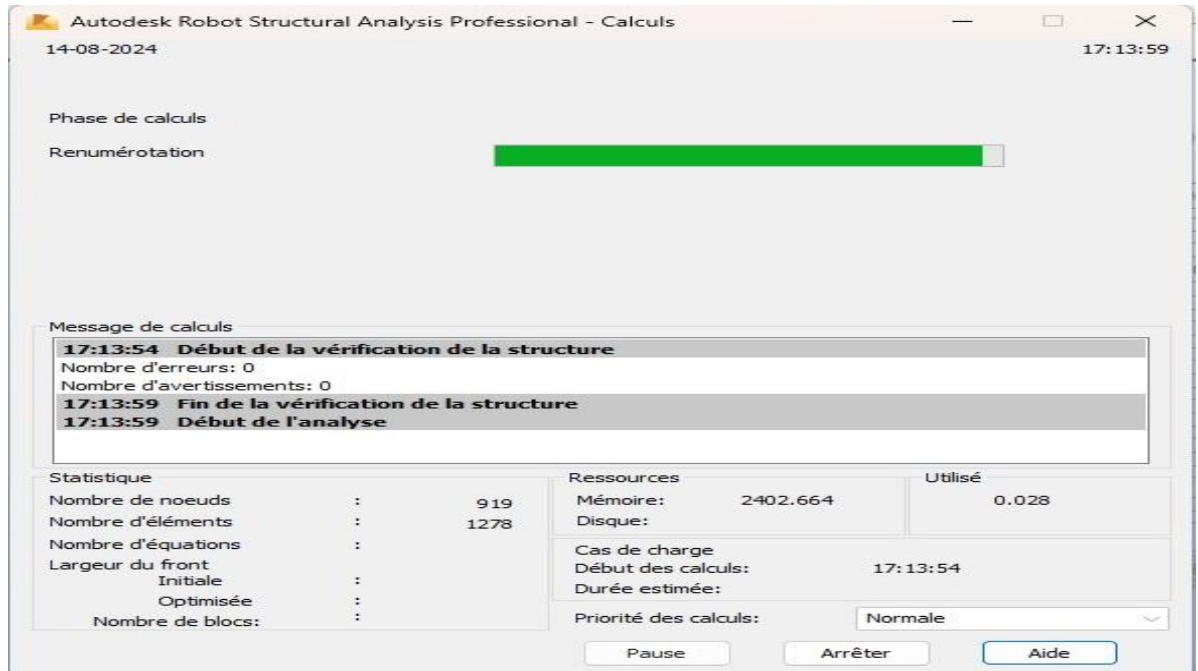 Autodesk Robot Structural Analysis Professional - Calculs
14-08-2024 17:13:59
Phase de calculs
Renumérotation
Message de calculs
17:13:54 Début de la vérification de la structure
Nombre d'erreurs: 0
Nombre d'avertissements: 0
17:13:59 Fin de la vérification de la structure
17:13:59 Début de l'analyse
Statistique
Nombre de noeuds : 919
Nombre d'éléments : 1278
Nombre d'équations :
Largeur du front
Initiale :
Optimisée :
Nombre de blocs: :
Ressources Utilisé
Mémoire: 2402.664 0.028
Disque:
Cas de charge
Début des calculs: 17:13:54
Durée estimée:
Priorité des calculs: Normale
Pause Arrêter Aide